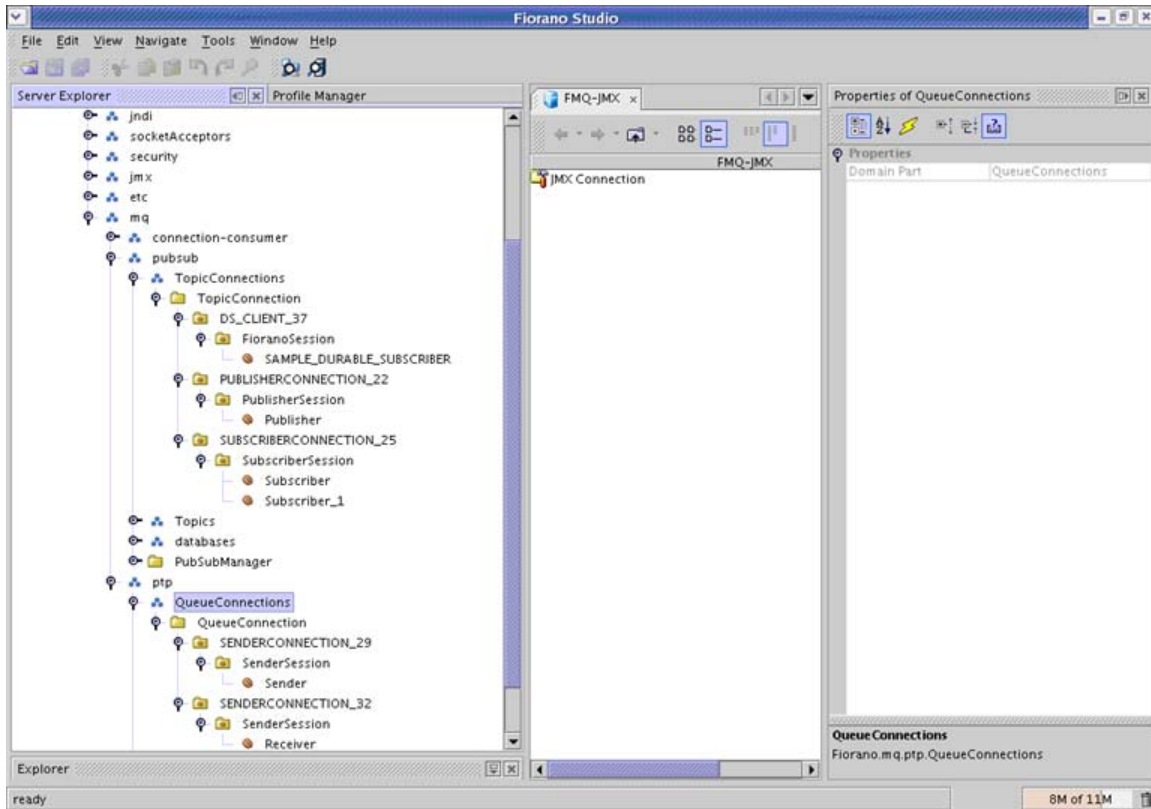 Fiorano Studio
File Edit View Navigate Tools Window Help
Server Explorer
Profile Manager
jndi
socketAcceptors
security
jmx
etc
mq
connection-consumer
pubsub
TopicConnections
TopicConnection
DS_CLIENT_37
FioranoSession
SAMPLE_DURABLE_SUBSCRIBER
PUBLISHERCONNECTION_22
PublisherSession
Publisher
SUBSCRIBERCONNECTION_25
SubscriberSession
Subscriber
Subscriber_1
Topics
databases
PubSubManager
ptp
QueueConnections
QueueConnection
SENDERCONNECTION_29
SenderSession
Sender
SENDERCONNECTION_32
SenderSession
Receiver
Explorer
FMQ-JMX
FMQ-JMX
JMX Connection
Properties of QueueConnections
Properties
Domain Part QueueConnections
QueueConnections
Fiorano.mq.ptp.QueueConnections
ready
8M of 11M